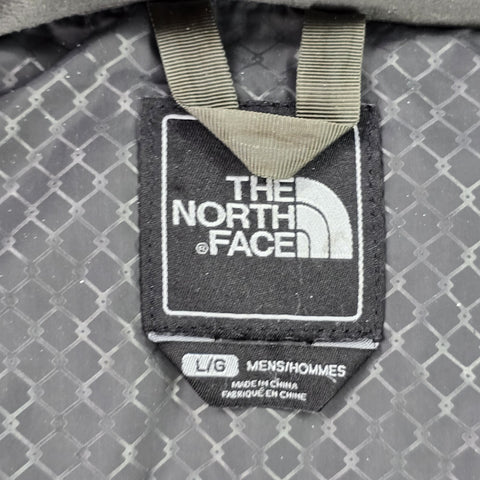 THE
NORTH
®FACE
L/G MENS/HOMMES
MADE IN CHINA
FABRIQUÉ EN CHINE